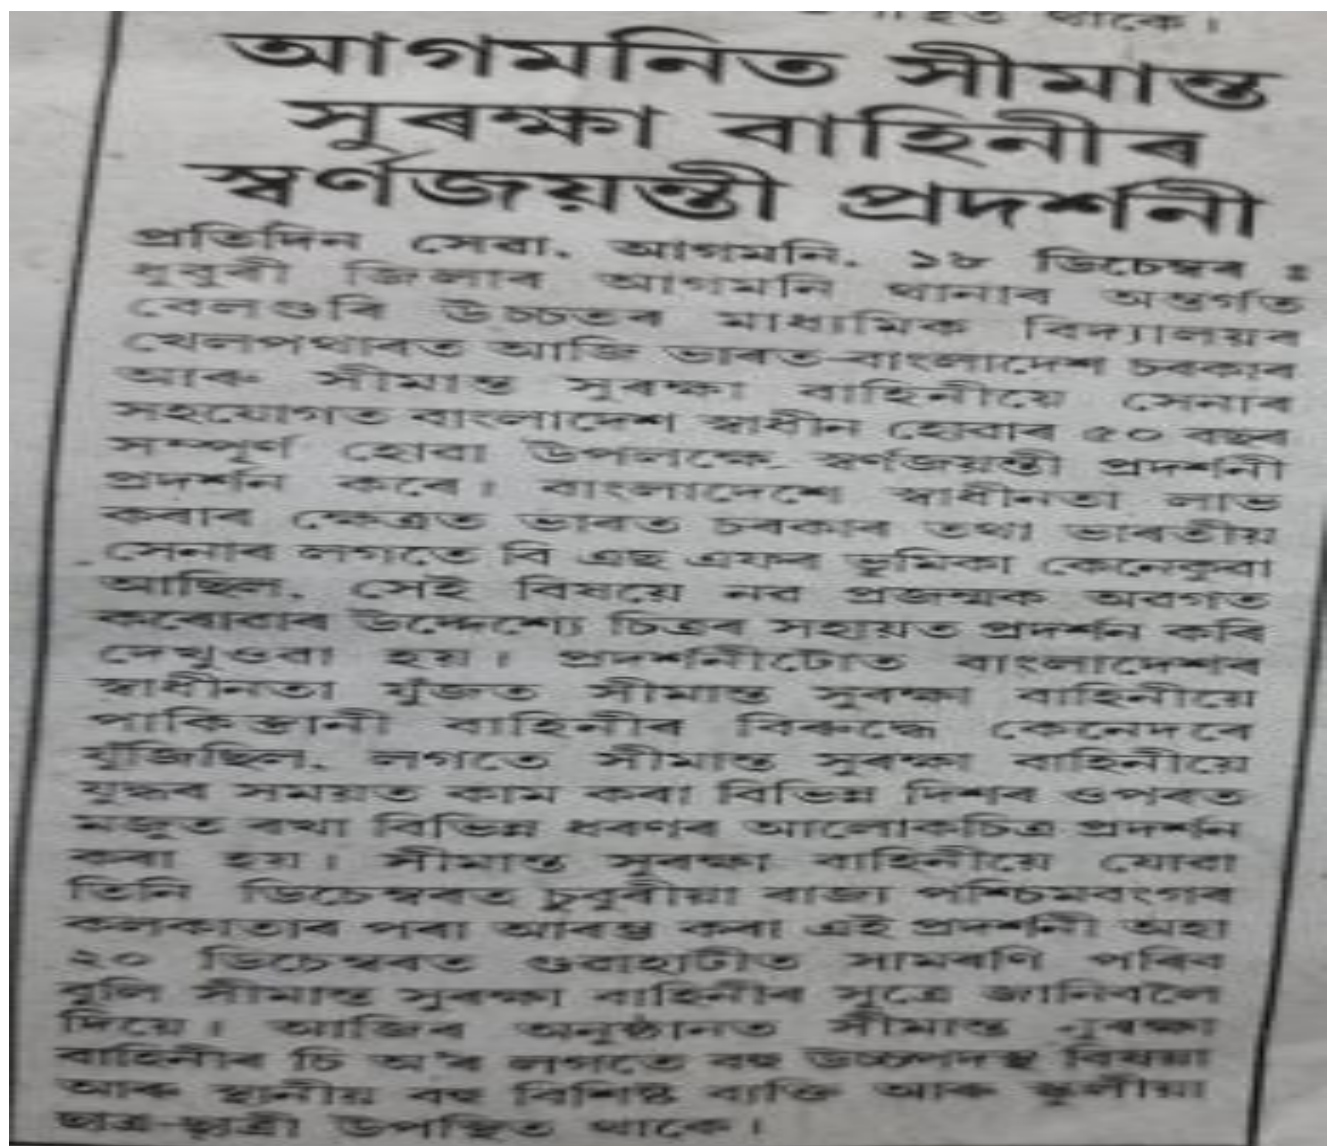 থাকে।
আগমনিত সীমান্ত
সুৰক্ষা বাহিনীৰ
স্বৰ্ণজয়ন্তী প্ৰদৰ্শনী
প্ৰতিদিন সেৱা, আগমনি, ১৮ ডিচেম্বৰ ঃ
ধুবুৰী জিলাৰ আগমনি থানাৰ অন্তৰ্গত
বেলগুৰি উচ্চতৰ মাধ্যমিক বিদ্যালয়ৰ
খেলপথাৰত আজি ভাৰত-বাংলাদেশ চৰকাৰ
আৰু সীমান্ত সুৰক্ষা বাহিনীয়ে সেনাৰ
সহযোগত বাংলাদেশ স্বাধীন হোৱাৰ ৫০ বছৰ
সম্পূৰ্ণ হোৱা উপলক্ষে স্বৰ্ণজয়ন্তী প্ৰদৰ্শনী
প্ৰদৰ্শন কৰে। বাংলাদেশে স্বাধীনতা লাভ
কৰাৰ ক্ষেত্ৰত ভাৰত চৰকাৰ তথা ভাৰতীয়
সেনাৰ লগতে বি এছ এফৰ ভূমিকা কেনেকুৱা
আছিল, সেই বিষয়ে নৱ প্ৰজন্মক অৱগত
কৰোৱাৰ উদ্দেশ্যে চিত্ৰৰ সহায়ত প্ৰদৰ্শন কৰি
দেখুওৱা হয়। প্ৰদৰ্শনীটোত বাংলাদেশৰ
স্বাধীনতা যুঁজত সীমান্ত সুৰক্ষা বাহিনীয়ে
পাকিস্তানী বাহিনীৰ বিৰুদ্ধে কেনেদৰে
যুঁজিছিল, লগতে সীমান্ত সুৰক্ষা বাহিনীয়ে
যুদ্ধৰ সময়ত কাম কৰা বিভিন্ন দিশৰ ওপৰত
মজুত ৰখা বিভিন্ন ধৰণৰ আলোকচিত্ৰ প্ৰদৰ্শন
কৰা হয়। সীমান্ত সুৰক্ষা বাহিনীয়ে যোৱা
তিনি ডিচেম্বৰত চুবুৰীয়া ৰাজ্য পশ্চিমবংগৰ
কলকাতাৰ পৰা আৰম্ভ কৰা এই প্ৰদৰ্শনী অহা
২০ ডিচেম্বৰত গুৱাহাটীত সামৰণি পৰিব
বুলি সীমান্ত সুৰক্ষা বাহিনীৰ সূত্ৰে জানিবলৈ
দিয়ে। আজিৰ অনুষ্ঠানত সীমান্ত সুৰক্ষা
বাহিনীৰ চি অ'ৰ লগতে বহু উচ্চপদস্থ বিষয়া
আৰু স্থানীয় বহু বিশিষ্ট ব্যক্তি আৰু স্কুলীয়া
ছাত্ৰ-ছাত্ৰী উপস্থিত থাকে।